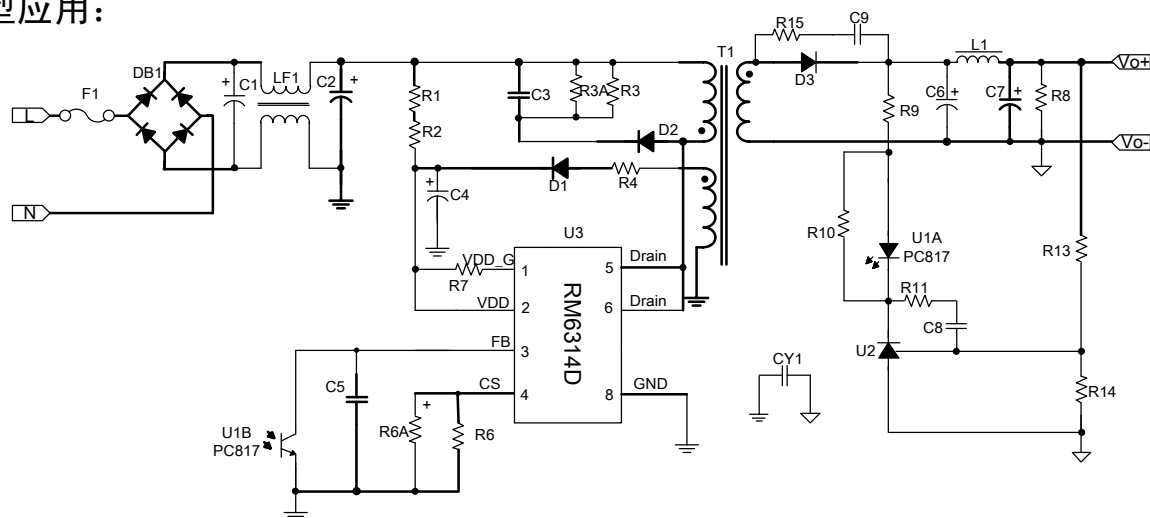 型应用：
R15
C9
T1
L1
Vo+
DB1
C1
LF1
C2
D3
F1
R1
C3
R3A
R3
C6
C7
R8
L
R9
R2
D2
Vo-
D1
R4
C4
N
U3
R10
U1A
PC817
R13
VDD_G
1
5
Drain
R7
RM6314D
R11
VDD
2
6
Drain
C8
FB
3
U2
CY1
C5
CS
4
8
GND
R14
U1B
PC817
R6A
R6